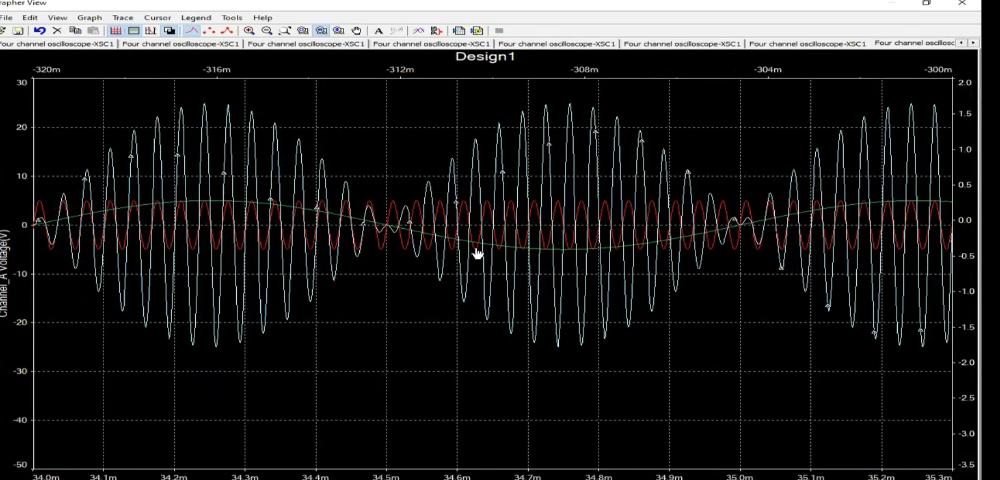 rapher View
File Edit View Graph Trace Cursor Legend Tools Help
Four channel oscilloscope-XSC1 Four channel oscilloscope-XSC1 Four channel oscilloscope-XSC1 Four channel oscilloscope-XSC1 Four channel oscilloscope-XSC1 Four channel oscilloscope-XSC1 Four channel oscilloscope-XSC1 Four channel oscillosc
Design1
-320m -316m -312m -308m -304m -300m
30 2.0
1.5
20
1.0
10
0.5
0 0.0
-0.5
-10
-1.0
-20
-1.5
-30 -2.0
-2.5
-40
-3.0
-50 -3.5
Channel_A Voltage(V)
34.0m 34.1m 34.2m 34.3m 34.4m 34.5m 34.6m 34.7m 34.8m 34.9m 35.0m 35.1m 35.2m 35.3m